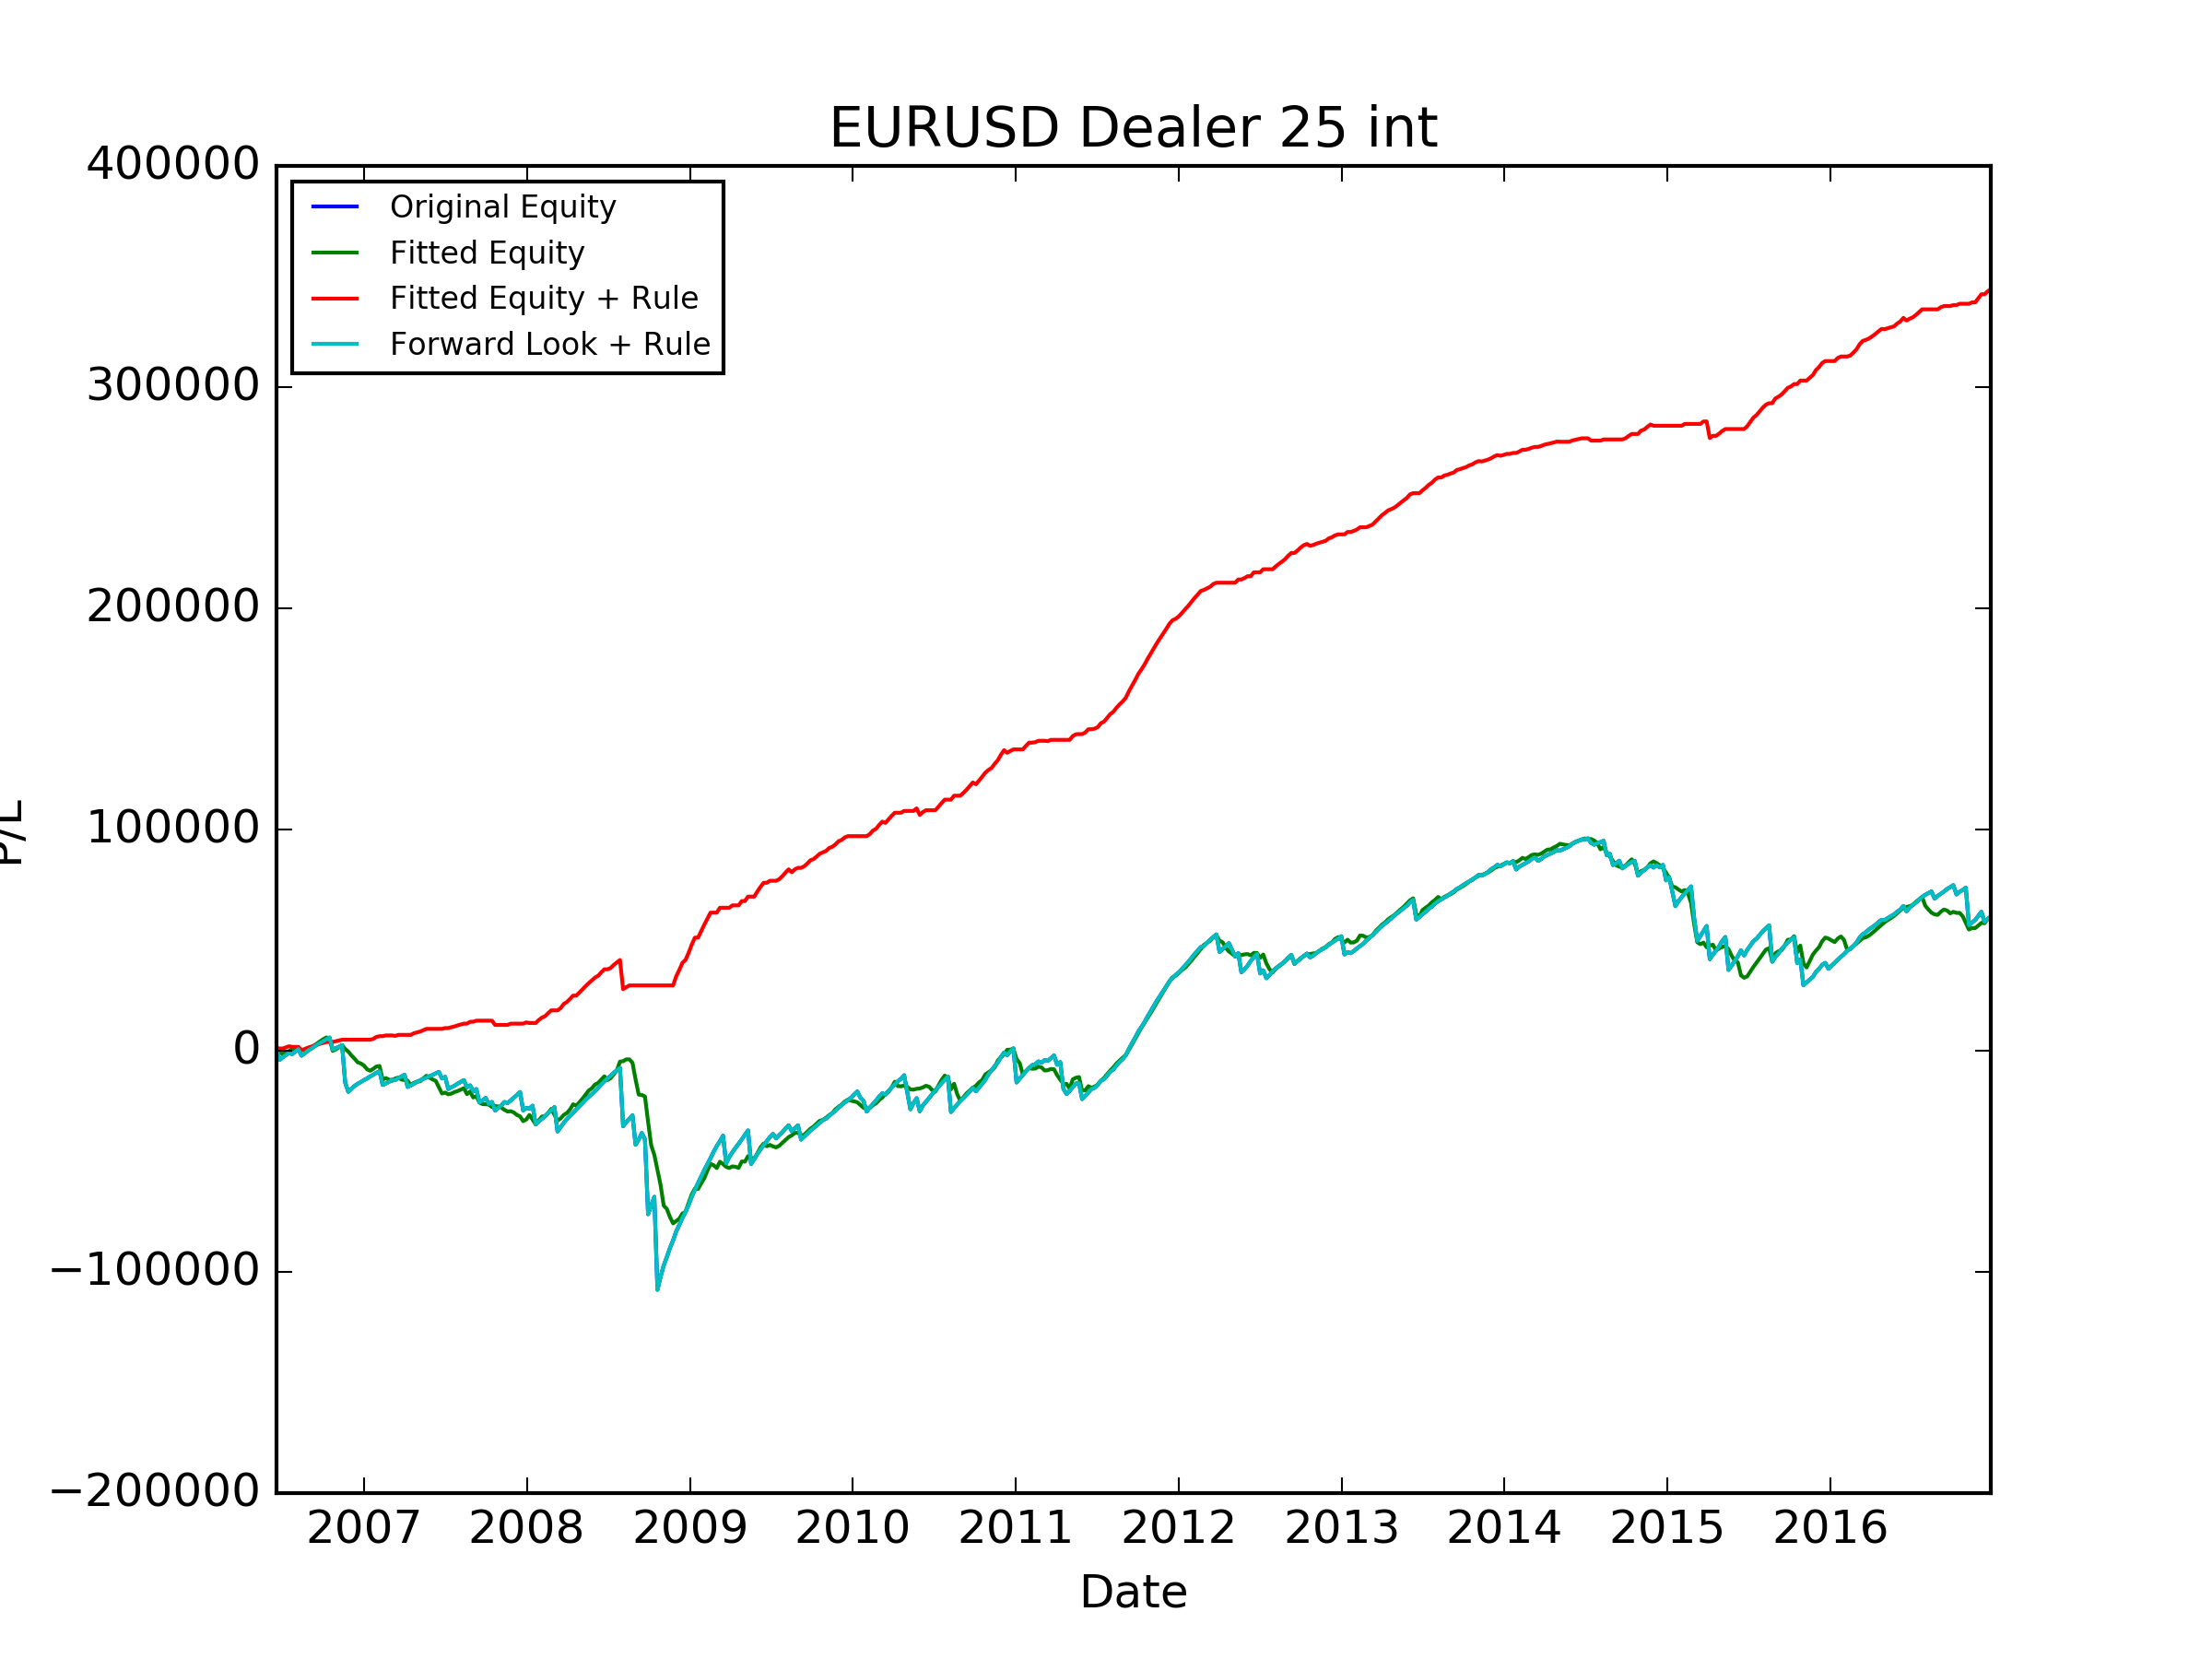 EURUSD Dealer 25 int
400000
300000
200000
100000
0
−100000
−200000
Original Equity
Fitted Equity
Fitted Equity + Rule
Forward Look + Rule
P/L
2007 2008 2009 2010 2011 2012 2013 2014 2015 2016
Date